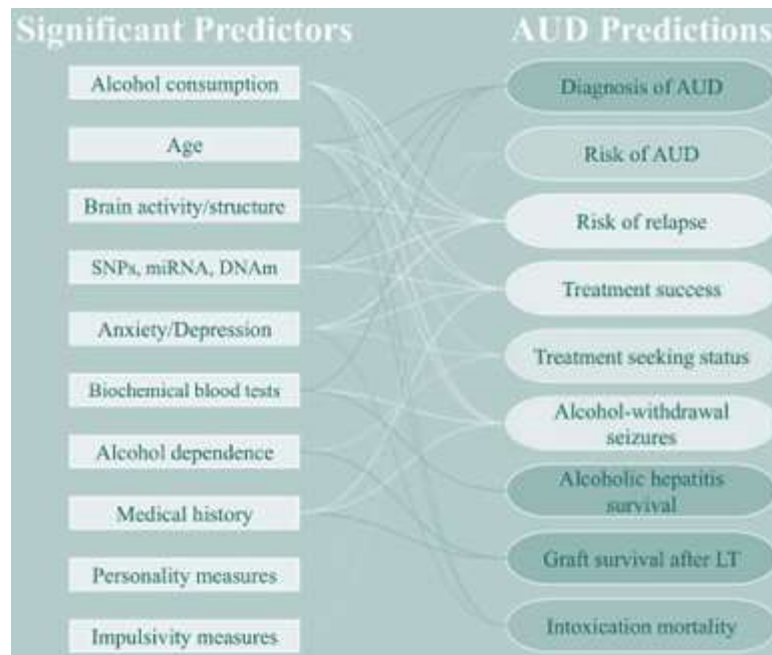 Significant Predictors
Alcohol consumption
Age
Brain activity/structure
SNPs, miRNA, DNAm
Anxiety/Depression
Biochemical blood tests
Alcohol dependence
Medical history
Personality measures
Impulsivity measures
AUD Predictions
Diagnosis of AUD
Risk of AUD
Risk of relapse
Treatment success
Treatment seeking status
Alcohol-withdrawal
seizures
Alcoholic hepatitis
survival
Graft survival after LT
Intoxication mortality